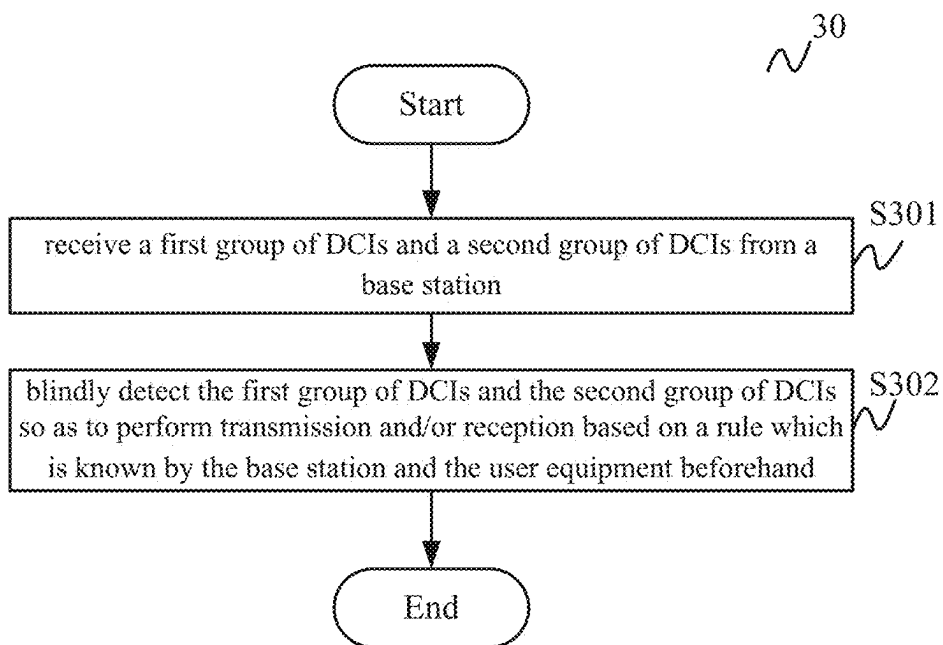 30
Start
S301
receive a first group of DCIs and a second group of DCIs from a
base station
S302
blindly detect the first group of DCIs and the second group of DCIs
so as to perform transmission and/or reception based on a rule which
is known by the base station and the user equipment beforehand
End